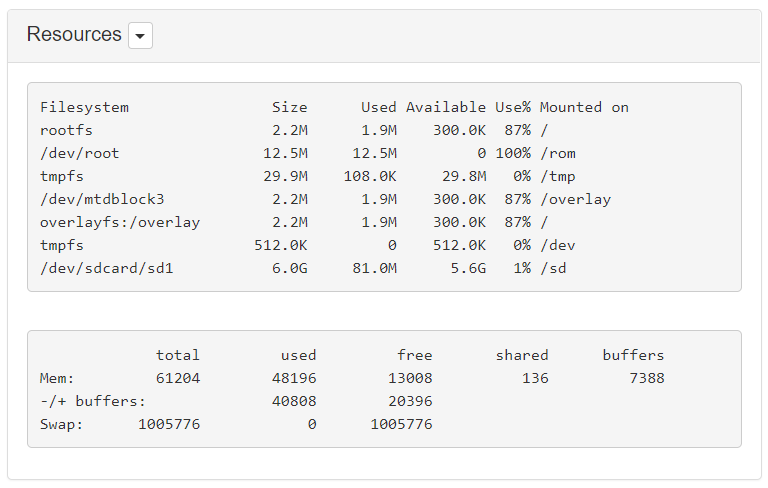 Resources
Filesystem Size Used Available Use% Mounted on
rootfs 2.2M 1.9M 300.0K 87% /
/dev/root 12.5M 12.5M 0 100% /rom
tmpfs 29.9M 108.0K 29.8M 0% /tmp
/dev/mtdblock3 2.2M 1.9M 300.0K 87% /overlay
overlayfs:/overlay 2.2M 1.9M 300.0K 87% /
tmpfs 512.0K 0 512.0K 0% /dev
/dev/sdcard/sd1 6.0G 81.0M 5.6G 1% /sd
total used free shared buffers
Mem: 61204 48196 13008 136 7388
-/+ buffers: 40808 20396
Swap: 1005776 0 1005776